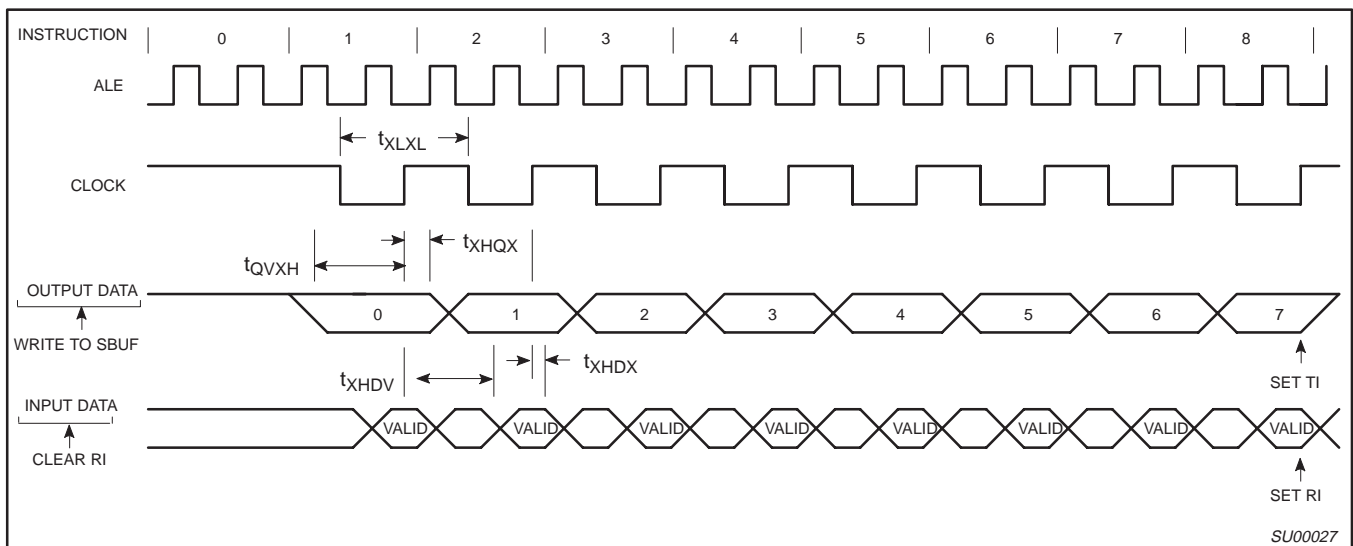 INSTRUCTION 0 1 2 3 4 5 6 7 8
ALE
tXLXL
CLOCK
tXHQX
tQVXH
OUTPUT DATA
0 1 2 3 4 5 6 7
WRITE TO SBUF
tXHDX
tXHDV
SET TI
INPUT DATA
VALID VALID VALID VALID VALID VALID VALID VALID
CLEAR RI
SET RI
SU00027